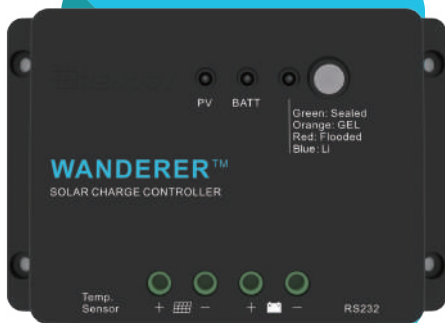 PV BATT
Green: Sealed
Orange: GEL
Red: Flooded
Blue: Li
WANDERER™
SOLAR CHARGE CONTROLLER
Temp.
Sensor + - + - RS232